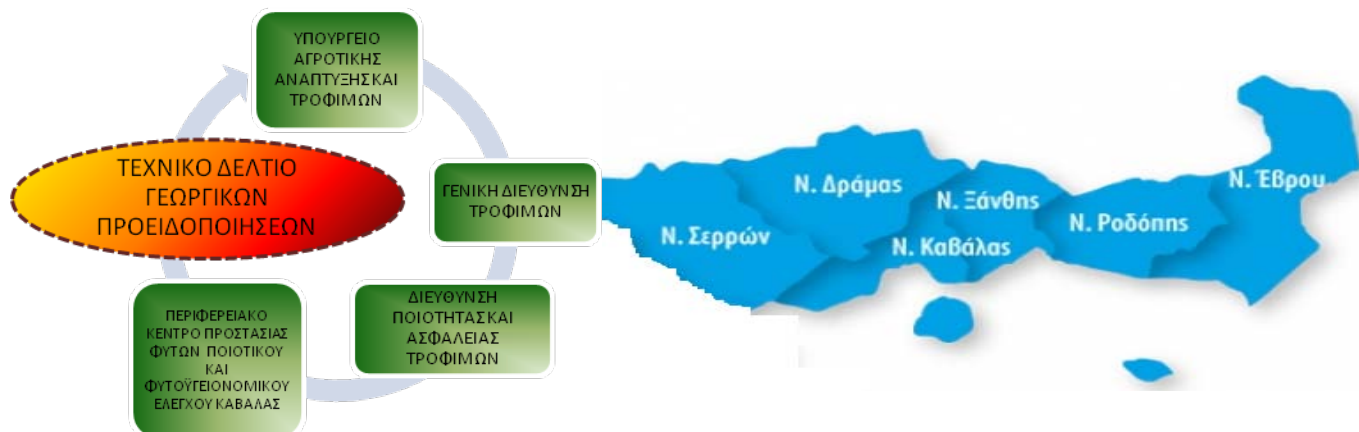 ΥΠΟΥΡΓΕΙΟ
ΑΓΡΟΤΙΚΗΣ
ΑΝΑΠΤΥΞΗΣ ΚΑΙ
ΤΡΟΦΙΜΩΝ
ΓΕΝΙΚΗ ΔΙΕΥΘΥΝΣΗ
ΤΡΟΦΙΜΩΝ
ΔΙΕΥΘΥΝΣΗ
ΠΟΙΟΤΗΤΑΣ ΚΑΙ
ΑΣΦΑΛΕΙΑΣ
ΤΡΟΦΙΜΩΝ
ΠΕΡΙΦΕΡΕΙΑΚΟ
ΚΕΝΤΡΟ ΠΡΟΣΤΑΣΙΑΣ
ΦΥΤΩΝ ΠΟΙΟΤΙΚΟΥ
ΚΑΙ
ΦΥΤΟΫΓΕΙΟΝΟΜΙΚΟΥ
ΕΛΕΓΧΟΥ ΚΑΒΑΛΑΣ
ΤΕΧΝΙΚΟ ΔΕΛΤΙΟ
ΓΕΩΡΓΙΚΩΝ
ΠΡΟΕΙΔΟΠΟΙΗΣΕΩΝ
Ν. Σερρών
Ν. Δράμας
Ν. Καβάλας
Ν. Ξάνθης
Ν. Ροδόπης
Ν. Έβρου